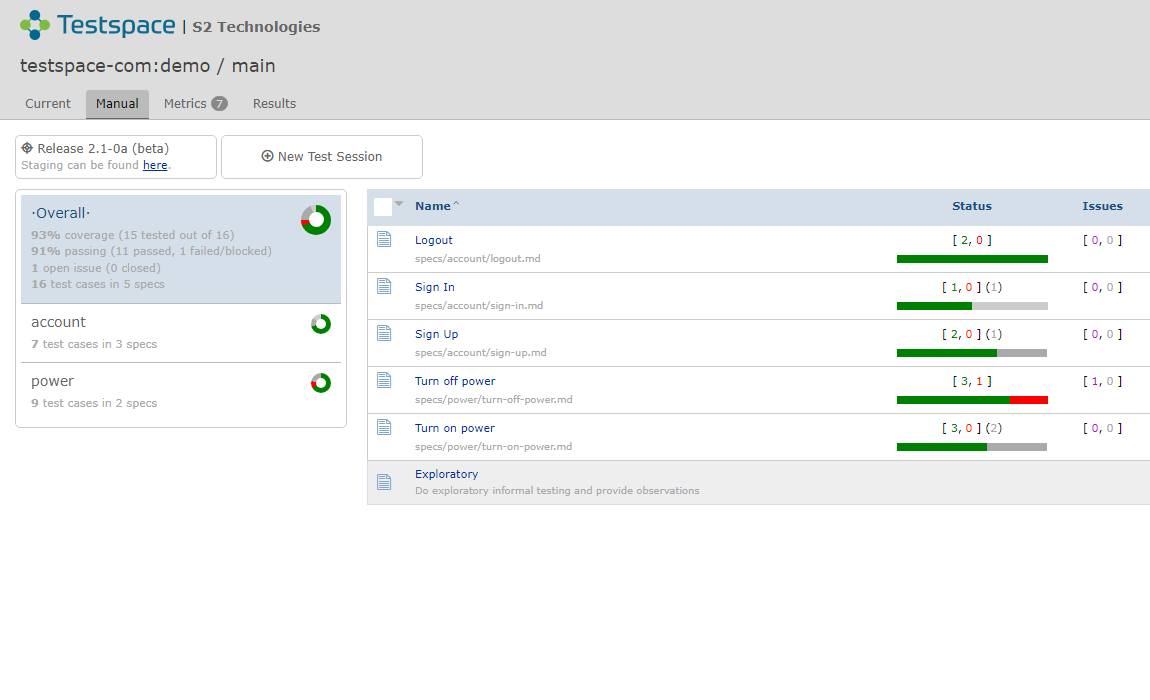 Testspace | S2 Technologies
testspace-com:demo / main
Current Manual Metrics 7 Results
Release 2.1-0a (beta)
Staging can be found here.
New Test Session
·Overall·
93% coverage (15 tested out of 16)
91% passing (11 passed, 1 failed/blocked)
1 open issue (0 closed)
16 test cases in 5 specs
account
7 test cases in 3 specs
power
9 test cases in 2 specs
Name ^ Status Issues
Logout [ 2, 0 ] [ 0, 0 ]
specs/account/logout.md
Sign In [ 1, 0 ] (1) [ 0, 0 ]
specs/account/sign-in.md
Sign Up [ 2, 0 ] (1) [ 0, 0 ]
specs/account/sign-up.md
Turn off power [ 3, 1 ] [ 1, 0 ]
specs/power/turn-off-power.md
Turn on power [ 3, 0 ] (2) [ 0, 0 ]
specs/power/turn-on-power.md
Exploratory
Do exploratory informal testing and provide observations